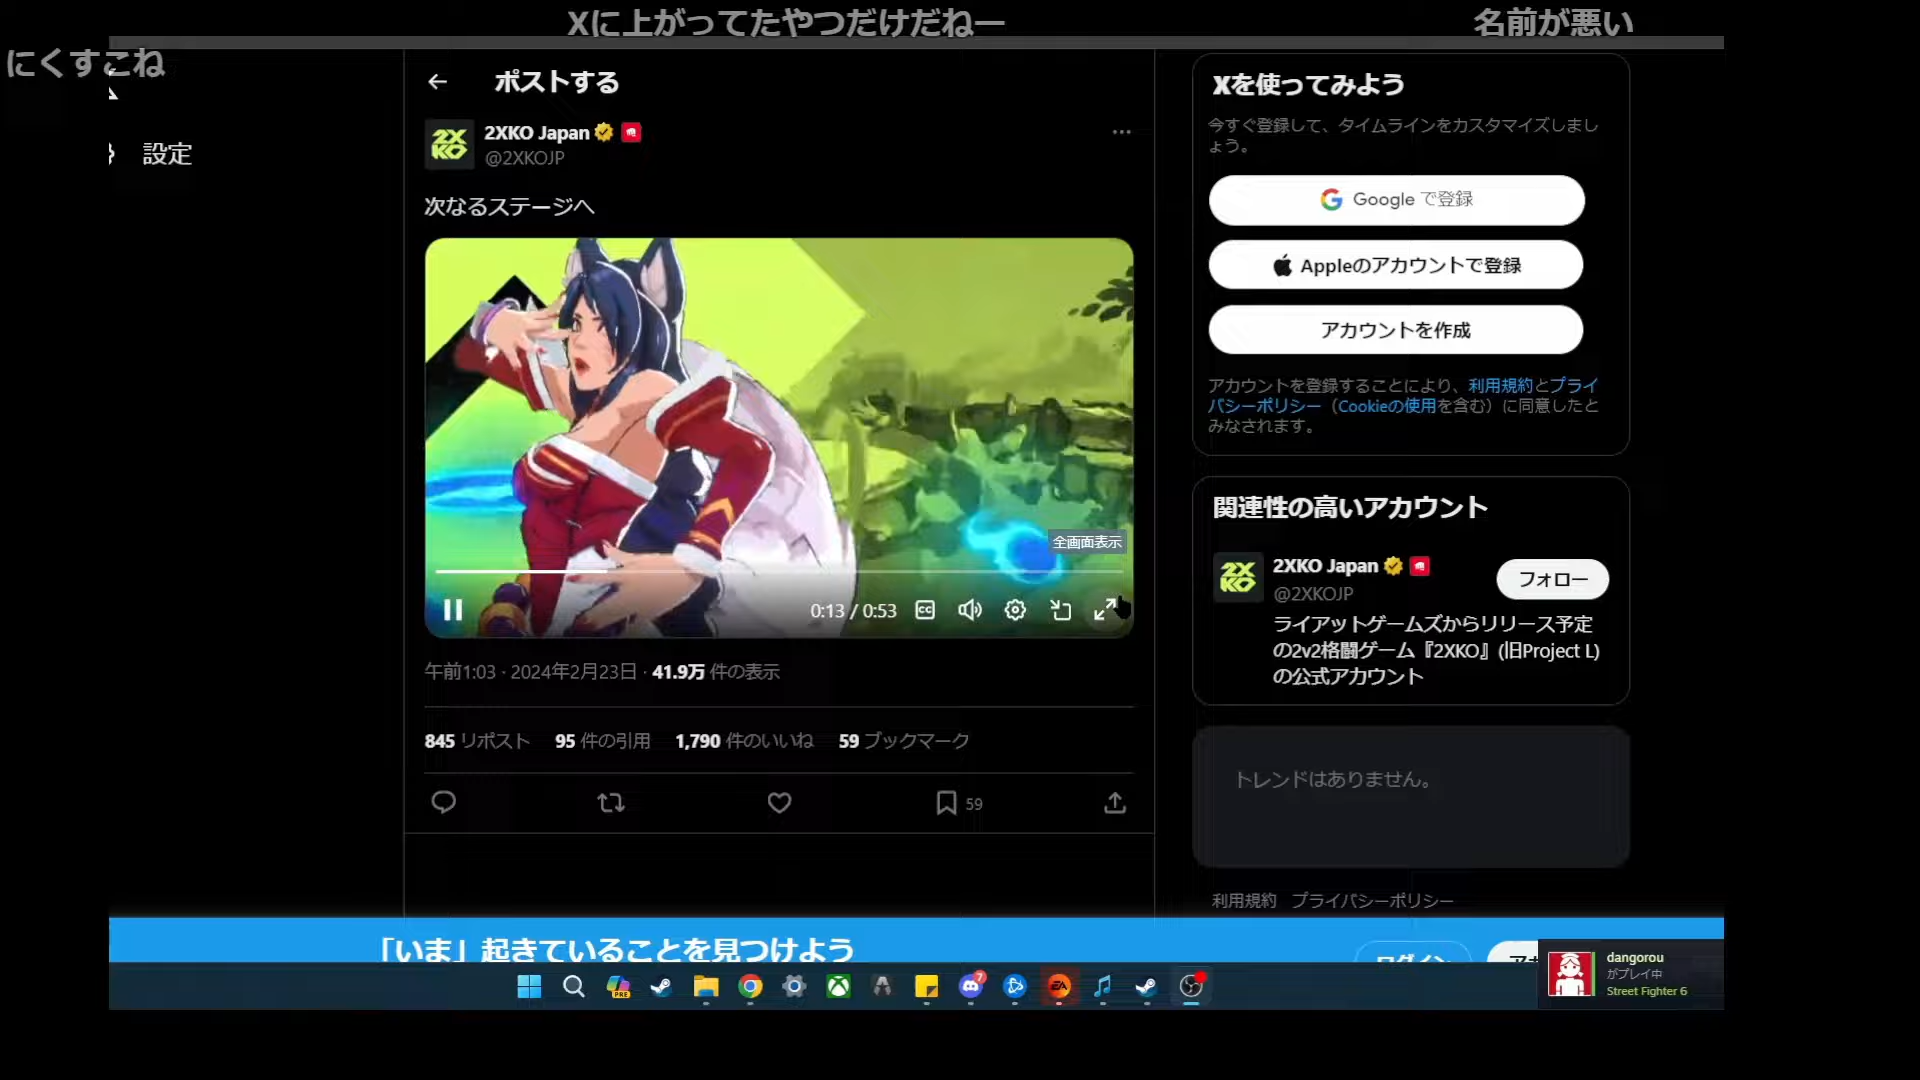 Xに上がってたやつだけだねー
名前が悪い
にくすこね
設定
ポストする
2XKO Japan
@2XKOJP
次なるステージへ
全画面表示
0:13 / 0:53
CC
午前1:03 · 2024年2月23日 · 41.9万 件の表示
845 リポスト 95 件の引用 1,790 件のいいね 59 ブックマーク
59
Xを使ってみよう
今すぐ登録して、タイムラインをカスタマイズしまし
ょう。
Google で登録
Appleのアカウントで登録
アカウントを作成
アカウントを登録することにより、利用規約とプライ
バシーポリシー（Cookieの使用を含む）に同意したと
みなされます。
関連性の高いアカウント
2XKO Japan
@2XKOJP
フォロー
ライアットゲームズからリリース予定
の2v2格闘ゲーム『2XKO』(旧Project L)
の公式アカウント
トレンドはありません。
利用規約 プライバシーポリシー
「いま」起きていることを見つけよう
ログイン
PRE
7
EA
dangorou
がプレイ中
Street Fighter 6